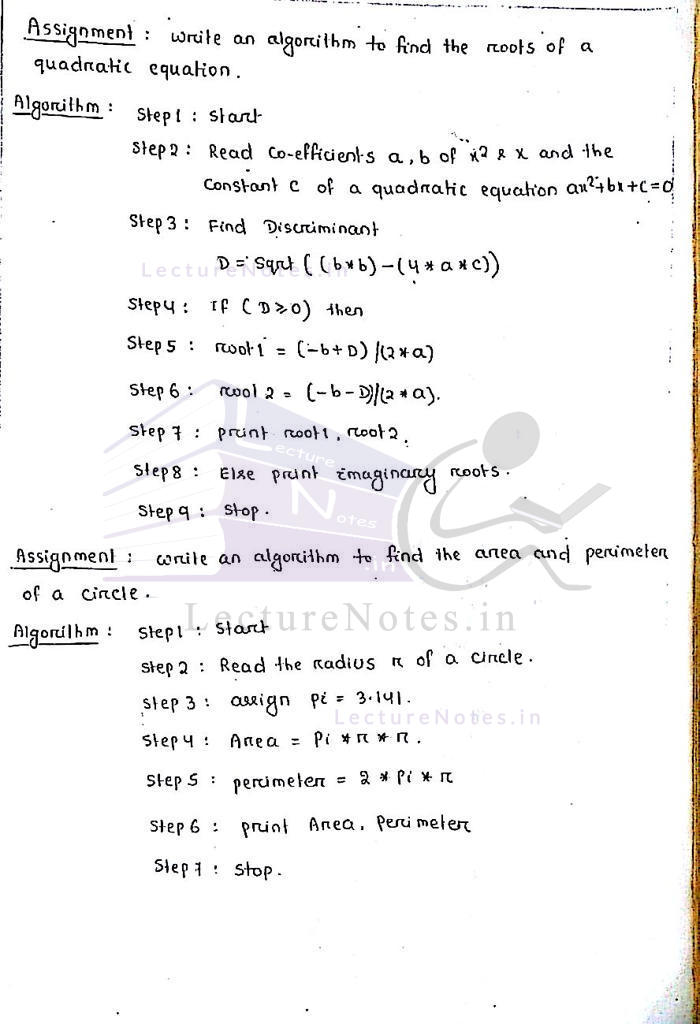 Assignment : write an algorithm to find the roots of a
quadratic equation.
Algorithm : Step 1 : Start
Step 2 : Read Co-efficients a, b of x² & x and the
Constant C of a quadratic equation ax²+bx+c=0
Step 3 : Find Discriminant
D = Sqrt ((b*b)-(4*a*c))
LectureNotes.in
Step 4 : If (D≥0) then
Step 5 : root 1 = (-b+D)/(2*a)
Step 6 : root 2 = (-b-D)/(2*a).
Step 7 : print root 1, root 2.
Lecture
Step 8 : Else print imaginary roots.
Notes
Step 9 : Stop.
.in
Assignment : write an algorithm to find the area and perimeter
of a circle.
LectureNotes.in
Algorithm : Step 1 : Start
Step 2 : Read the radius r of a circle.
Step 3 : assign Pi = 3.141.
LectureNotes.in
Step 4 : Area = Pi * r * r.
Step 5 : perimeter = 2 * Pi * r
Step 6 : print Area, Perimeter
Step 7 : Stop.